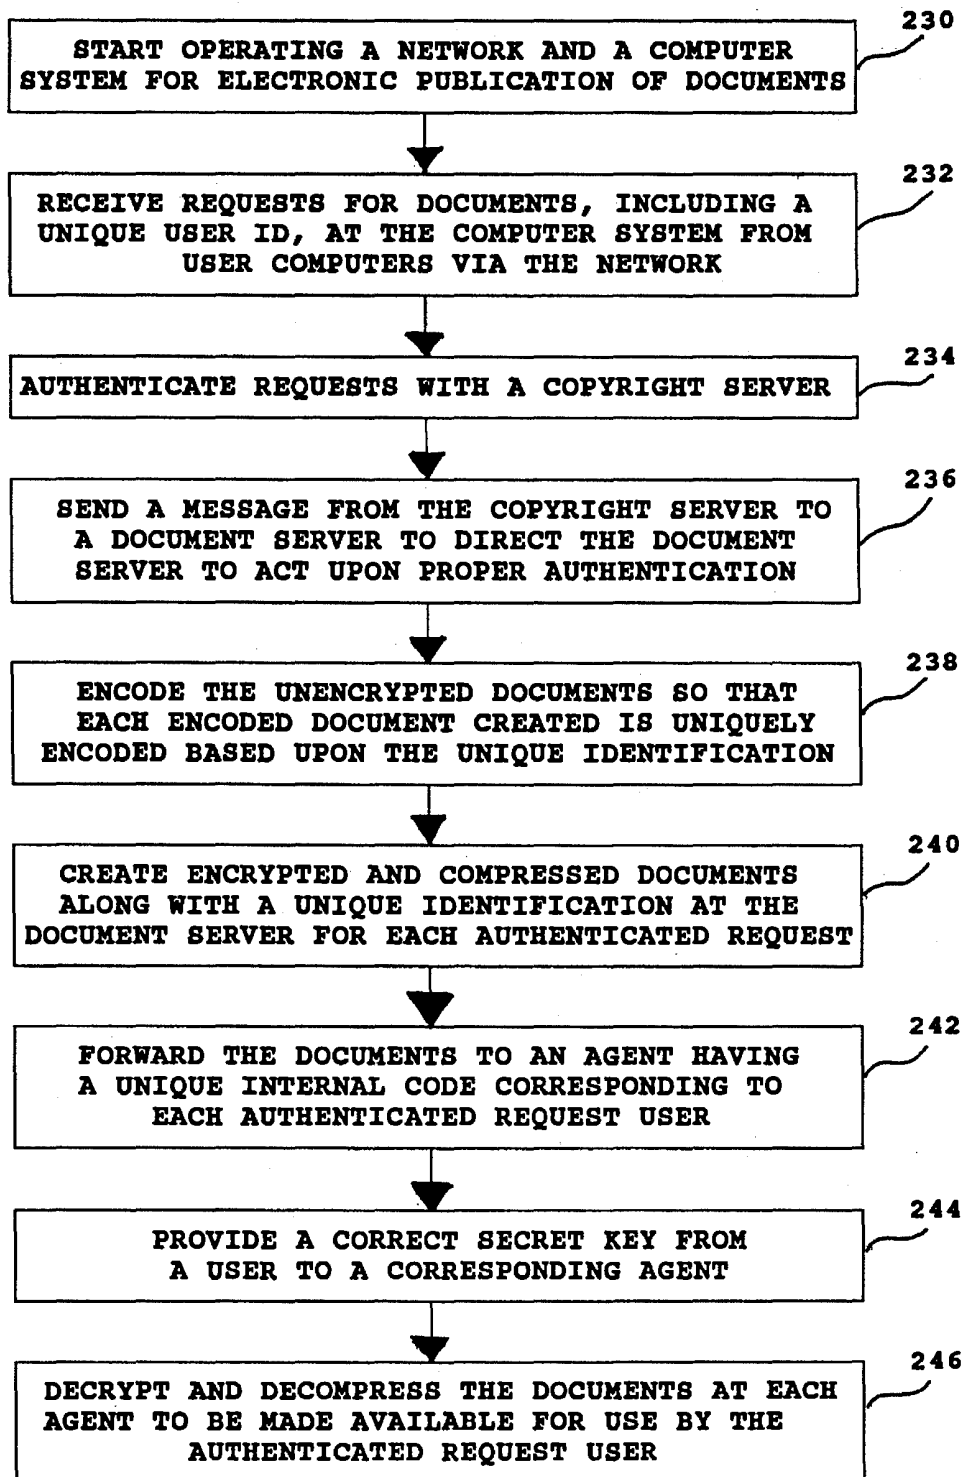 230
START OPERATING A NETWORK AND A COMPUTER
SYSTEM FOR ELECTRONIC PUBLICATION OF DOCUMENTS
232
RECEIVE REQUESTS FOR DOCUMENTS, INCLUDING A
UNIQUE USER ID, AT THE COMPUTER SYSTEM FROM
USER COMPUTERS VIA THE NETWORK
234
AUTHENTICATE REQUESTS WITH A COPYRIGHT SERVER
236
SEND A MESSAGE FROM THE COPYRIGHT SERVER TO
A DOCUMENT SERVER TO DIRECT THE DOCUMENT
SERVER TO ACT UPON PROPER AUTHENTICATION
238
ENCODE THE UNENCRYPTED DOCUMENTS SO THAT
EACH ENCODED DOCUMENT CREATED IS UNIQUELY
ENCODED BASED UPON THE UNIQUE IDENTIFICATION
240
CREATE ENCRYPTED AND COMPRESSED DOCUMENTS
ALONG WITH A UNIQUE IDENTIFICATION AT THE
DOCUMENT SERVER FOR EACH AUTHENTICATED REQUEST
242
FORWARD THE DOCUMENTS TO AN AGENT HAVING
A UNIQUE INTERNAL CODE CORRESPONDING TO
EACH AUTHENTICATED REQUEST USER
244
PROVIDE A CORRECT SECRET KEY FROM
A USER TO A CORRESPONDING AGENT
246
DECRYPT AND DECOMPRESS THE DOCUMENTS AT EACH
AGENT TO BE MADE AVAILABLE FOR USE BY THE
AUTHENTICATED REQUEST USER